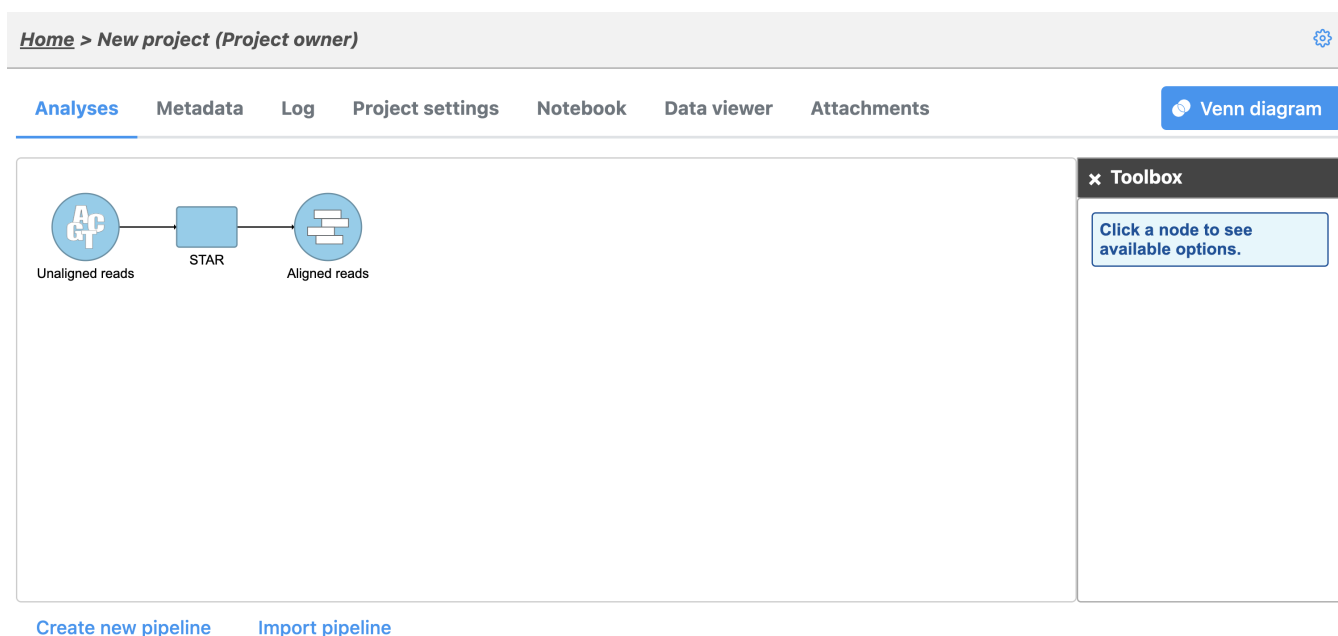 Home > New project (Project owner)
Analyses Metadata Log Project settings Notebook Data viewer Attachments Venn diagram
Toolbox
Click a node to see
available options.
ACGT
Unaligned reads
STAR
Aligned reads
Create new pipeline Import pipeline